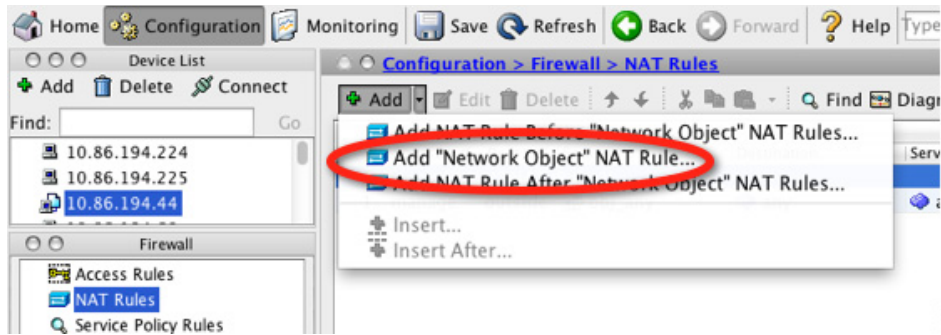 Home Configuration Monitoring Save Refresh Back Forward Help Type
Device List
Add Delete Connect
Find: Go
10.86.194.224
10.86.194.225
10.86.194.44
Firewall
Access Rules
NAT Rules
Service Policy Rules
Configuration > Firewall > NAT Rules
Add Edit Delete Find Diagr
Add NAT Rule Before "Network Object" NAT Rules...
Add "Network Object" NAT Rule...
Add NAT Rule After "Network Object" NAT Rules...
Insert...
Insert After...
Serv